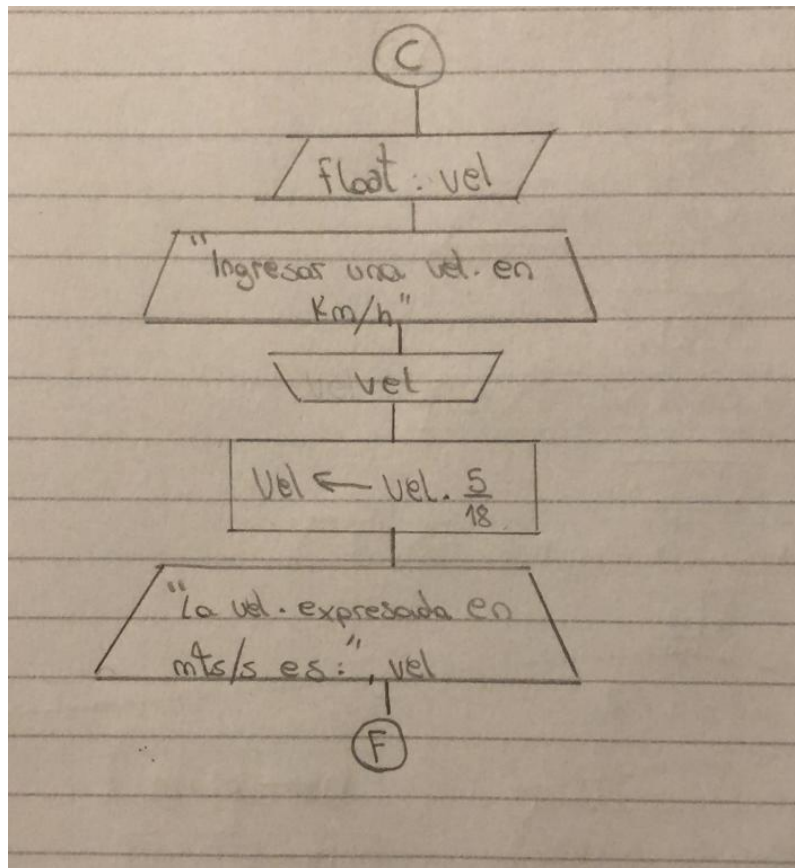 C
float : vel
"Ingresar una vel. en
Km/h"
vel
Vel ← vel. 5/18
"La vel. expresada en
mts/s es:", vel
F